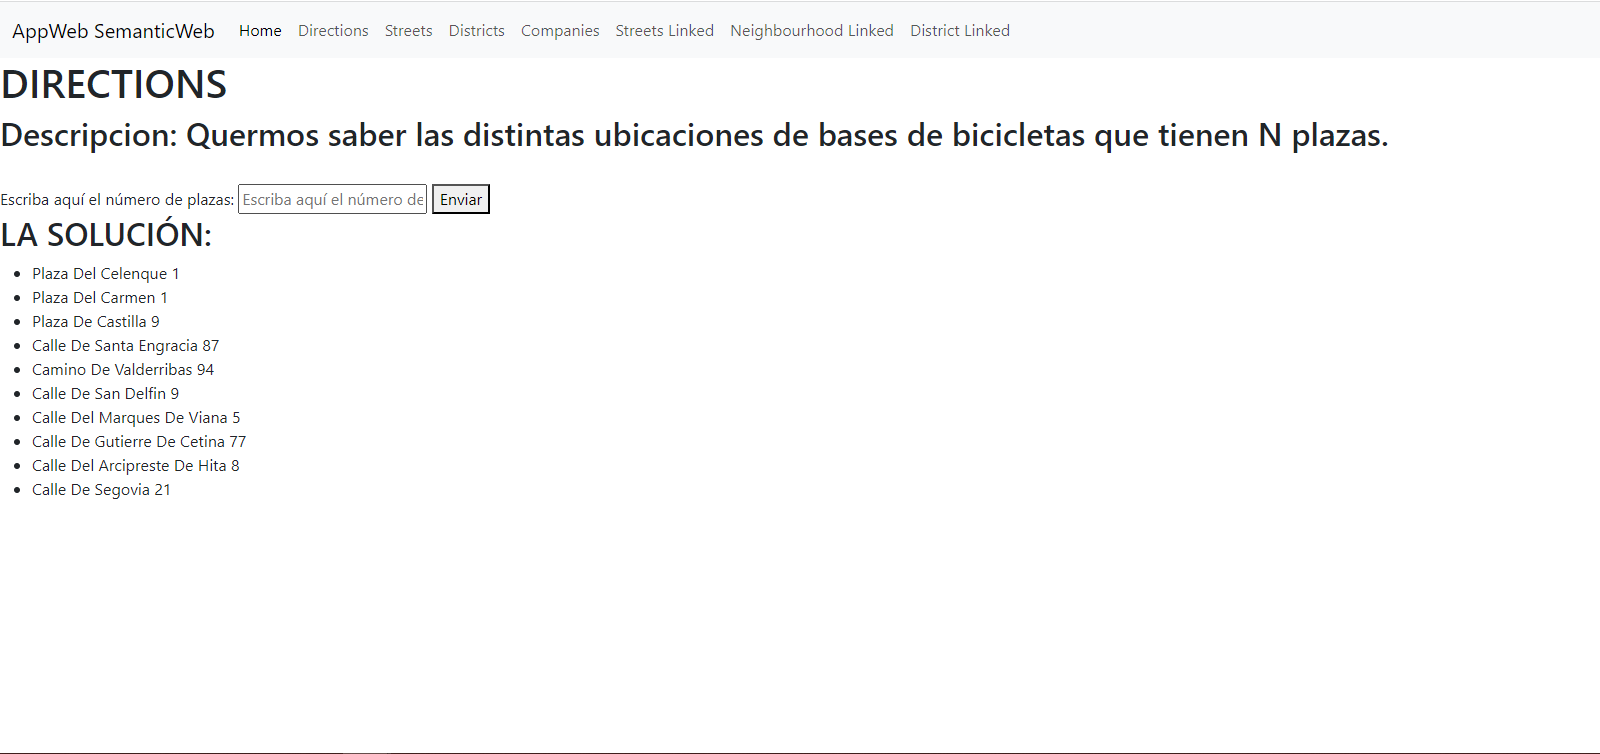 AppWeb SemanticWeb Home Directions Streets Districts Companies Streets Linked Neighbourhood Linked District Linked
DIRECTIONS
Descripcion: Quermos saber las distintas ubicaciones de bases de bicicletas que tienen N plazas.
Escriba aquí el número de plazas: Escriba aquí el número de Enviar
LA SOLUCIÓN:
• Plaza Del Celenque 1
• Plaza Del Carmen 1
• Plaza De Castilla 9
• Calle De Santa Engracia 87
• Camino De Valderribas 94
• Calle De San Delfin 9
• Calle Del Marques De Viana 5
• Calle De Gutierre De Cetina 77
• Calle Del Arcipreste De Hita 8
• Calle De Segovia 21